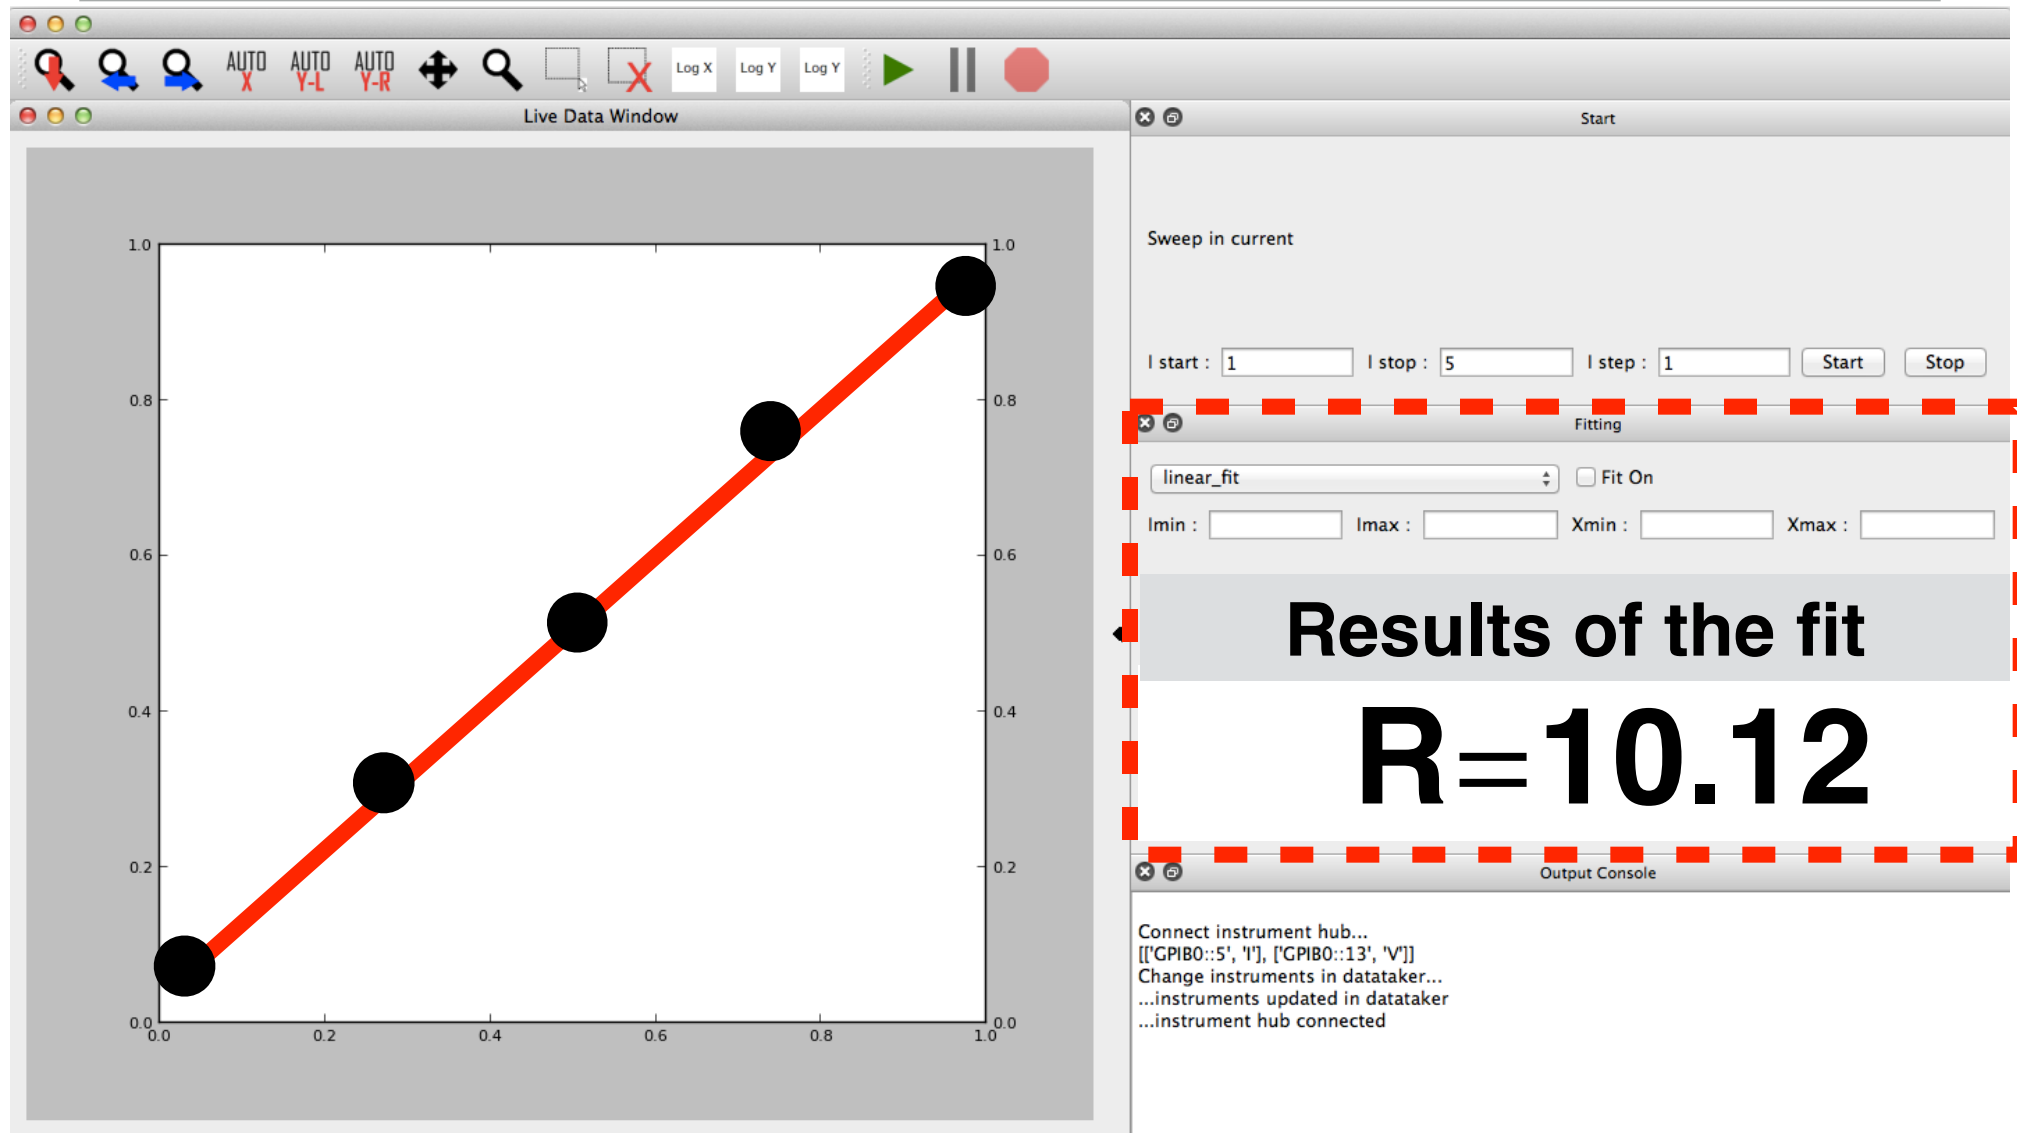 AUTO X AUTO Y-L AUTO Y-R Log X Log Y Log Y
Live Data Window
1.0 1.0
0.8 0.8
0.6 0.6
0.4 0.4
0.2 0.2
0.0 0.0
0.0 0.2 0.4 0.6 0.8 1.0
Start
Sweep in current
I start : 1 I stop : 5 I step : 1 Start Stop
Fitting
linear_fit Fit On
Imin : Imax : Xmin : Xmax :
Results of the fit
R=10.12
Output Console
Connect instrument hub...
[['GPIB0::5', 'I'], ['GPIB0::13', 'V']]
Change instruments in datataker...
...instruments updated in datataker
...instrument hub connected